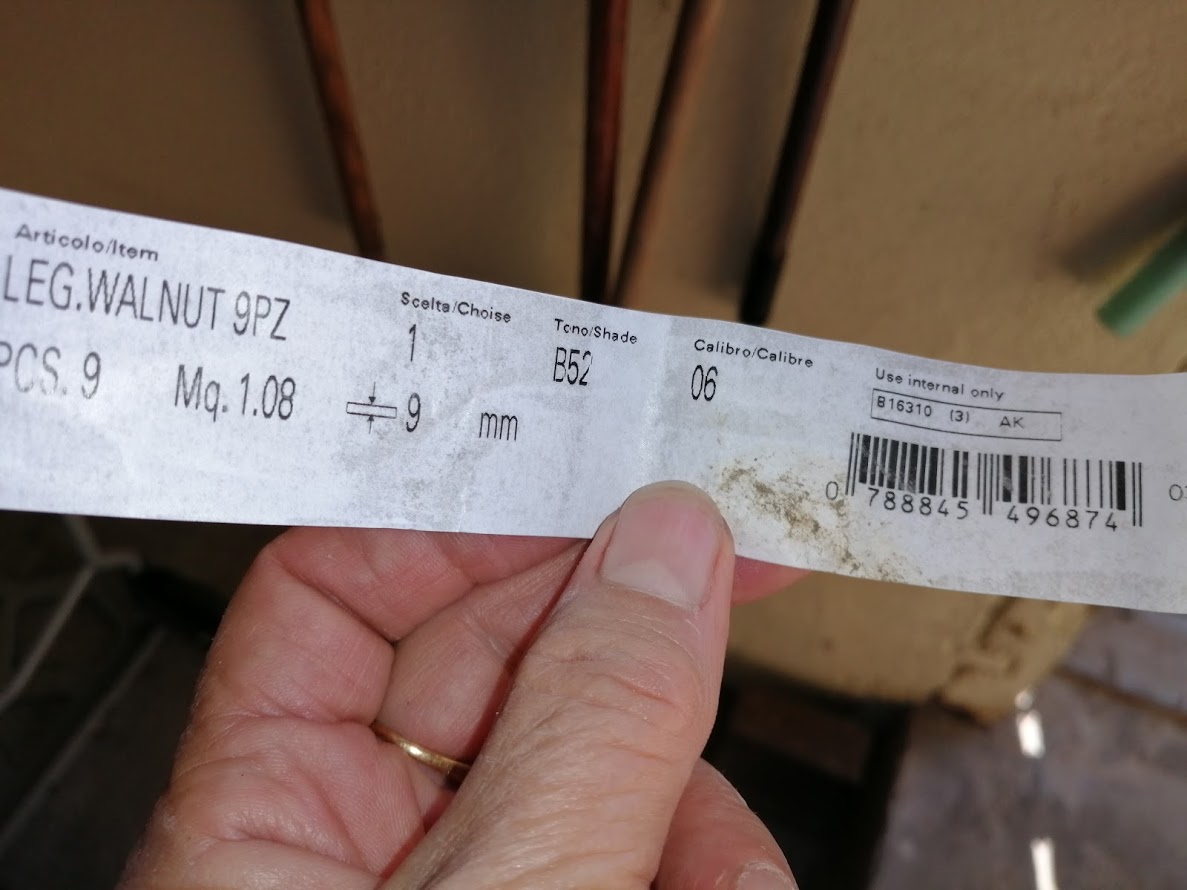 Articolo/Item
LEG.WALNUT 9PZ
PCS. 9 Mq. 1.08
Scelta/Choise
1
9 mm
Tono/Shade
B52
Calibro/Calibre
06
Use internal only
B16310 (3) AK
0 788845 496874